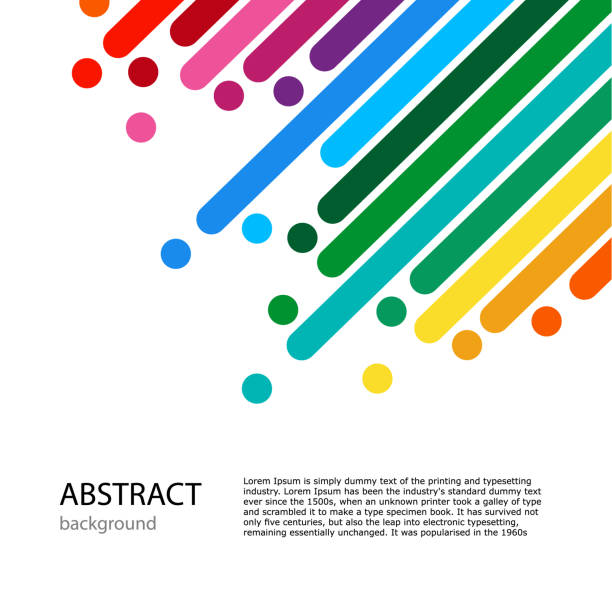 ABSTRACT
background
Lorem Ipsum is simply dummy text of the printing and typesetting
industry. Lorem Ipsum has been the industry's standard dummy text
ever since the 1500s, when an unknown printer took a galley of type
and scrambled it to make a type specimen book. It has survived not
only five centuries, but also the leap into electronic typesetting,
remaining essentially unchanged. It was popularised in the 1960s